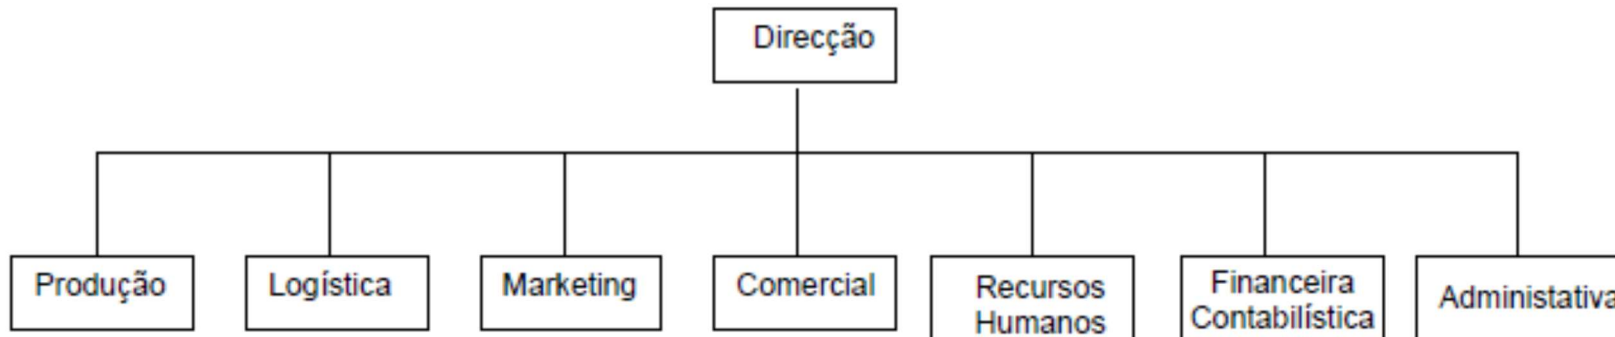 Direcção
Produção
Logística
Marketing
Comercial
Recursos
Humanos
Financeira
Contabilística
Administativa